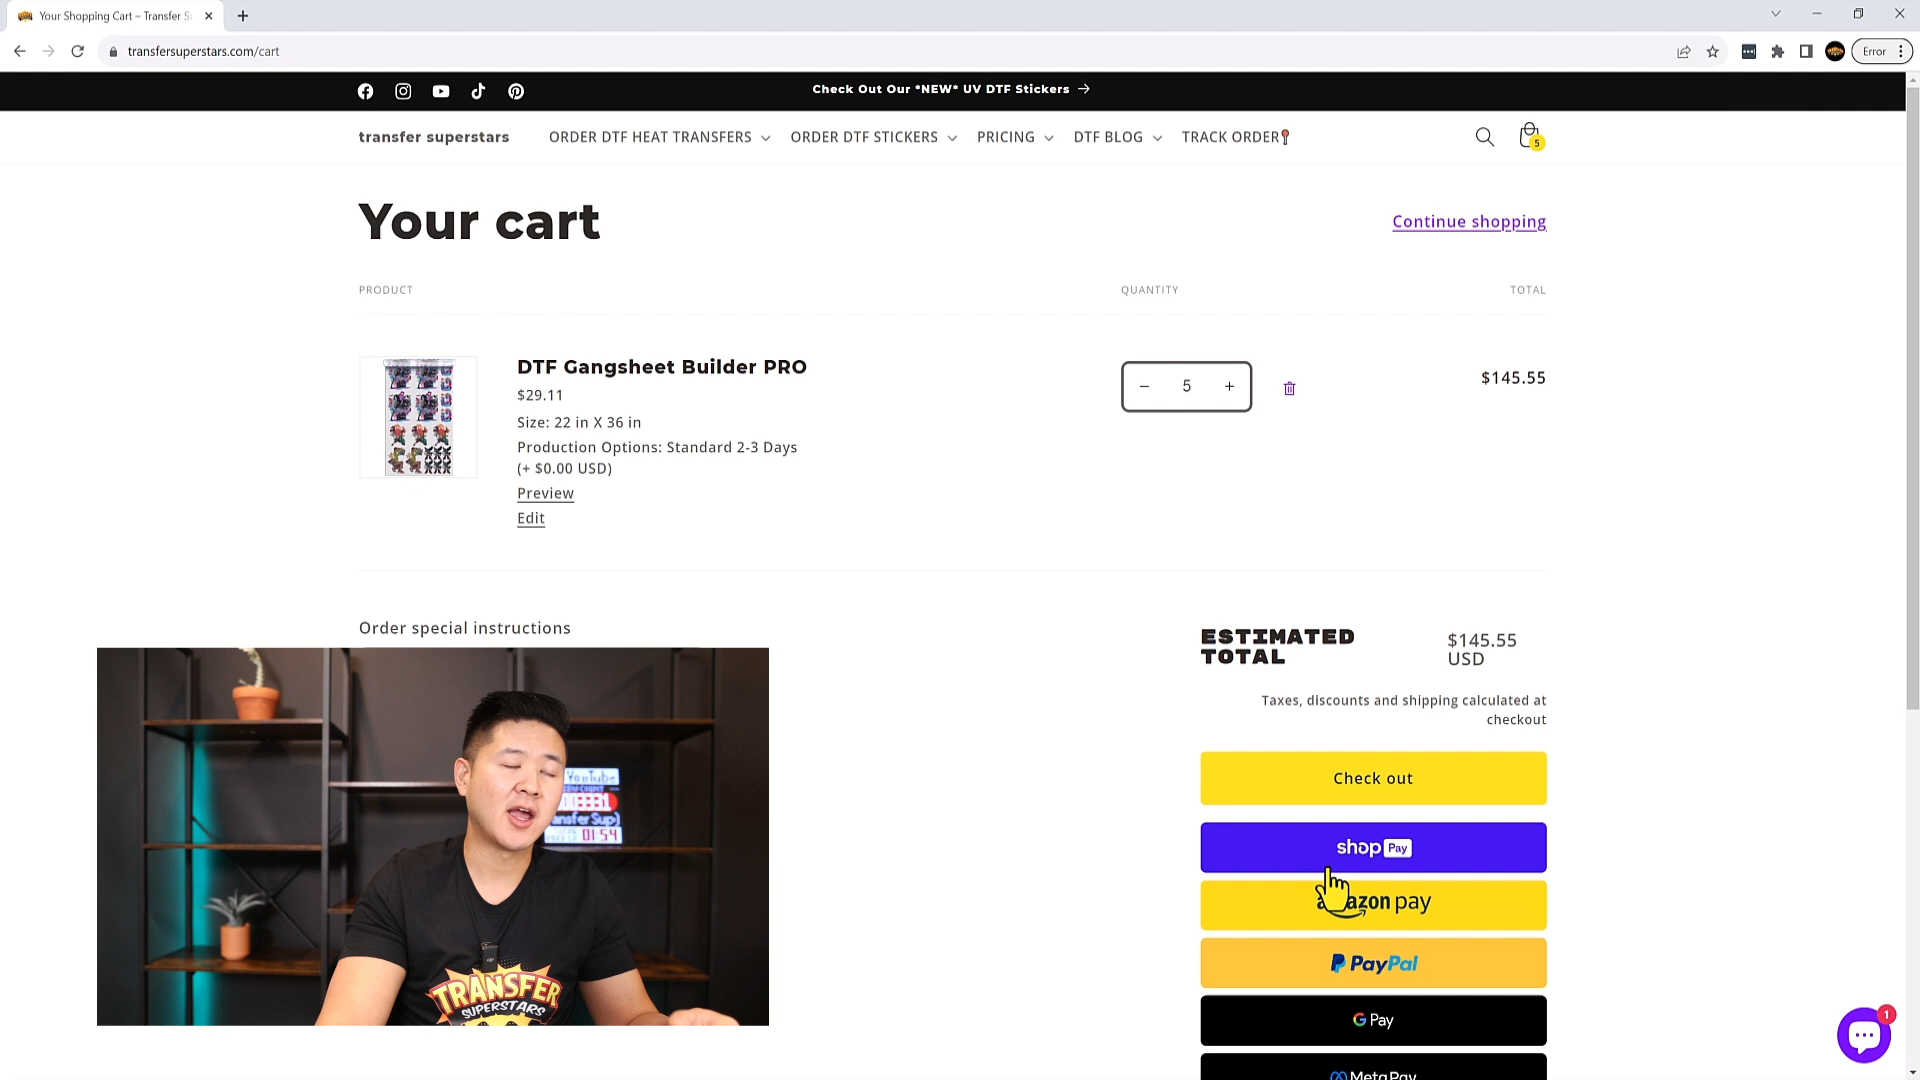 Your Shopping Cart – Transfer S
transfersuperstars.com/cart
Error
Check Out Our *NEW* UV DTF Stickers →
transfer superstars
ORDER DTF HEAT TRANSFERS
ORDER DTF STICKERS
PRICING
DTF BLOG
TRACK ORDER
5
Your cart
Continue shopping
PRODUCT
QUANTITY
TOTAL
DTF Gangsheet Builder PRO
$29.11
Size: 22 in X 36 in
Production Options: Standard 2-3 Days
(+ $0.00 USD)
Preview
Edit
− 5 +
$145.55
Order special instructions
ESTIMATED
TOTAL
$145.55
USD
Taxes, discounts and shipping calculated at
checkout
Check out
shop Pay
amazon pay
PayPal
G Pay
Meta Pay
1
YouTube
01:54
TRANSFER
SUPERSTARS